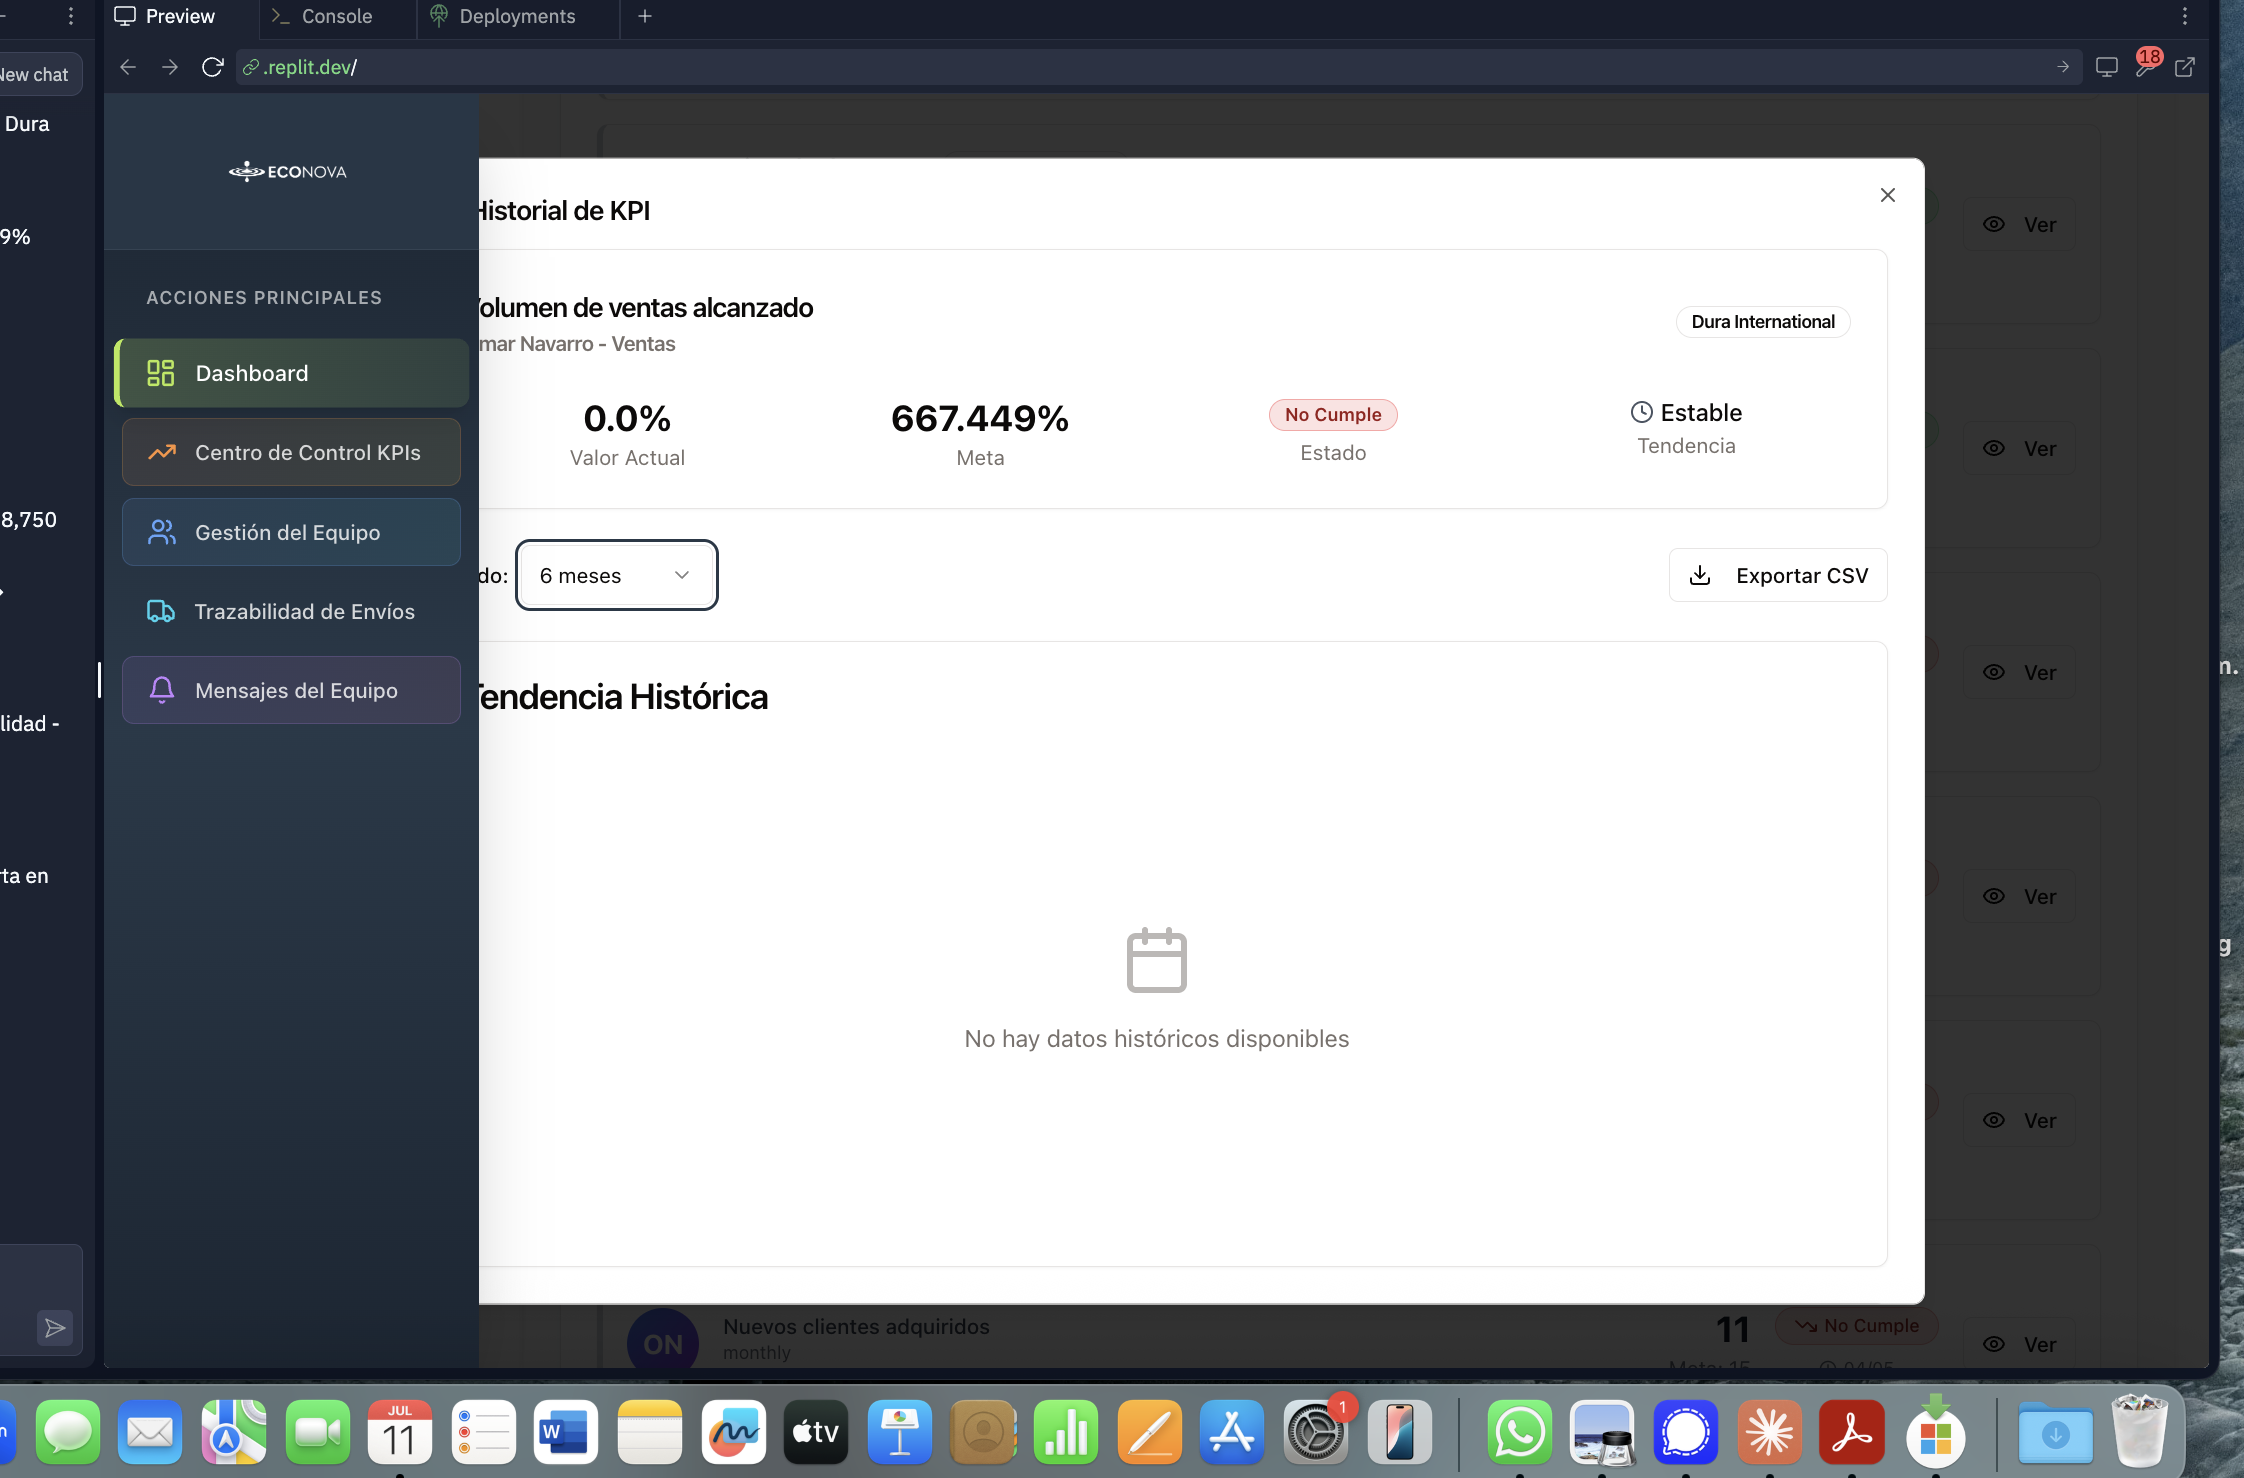 Preview
Console
Deployments
.replit.dev/
18
New chat
Dura
9%
8,750
lidad -
ta en
ECONOVA
ACCIONES PRINCIPALES
Dashboard
Centro de Control KPIs
Gestión del Equipo
Trazabilidad de Envíos
Mensajes del Equipo
Historial de KPI
Volumen de ventas alcanzado
mar Navarro - Ventas
Dura International
0.0%
Valor Actual
667.449%
Meta
No Cumple
Estado
Estable
Tendencia
do:
6 meses
Exportar CSV
Tendencia Histórica
No hay datos históricos disponibles
Ver
Ver
Ver
Ver
Ver
ON
Nuevos clientes adquiridos
monthly
11
Meta: 15
No Cumple
04/05
Ver
m.
g
JUL
11
W
tv
1